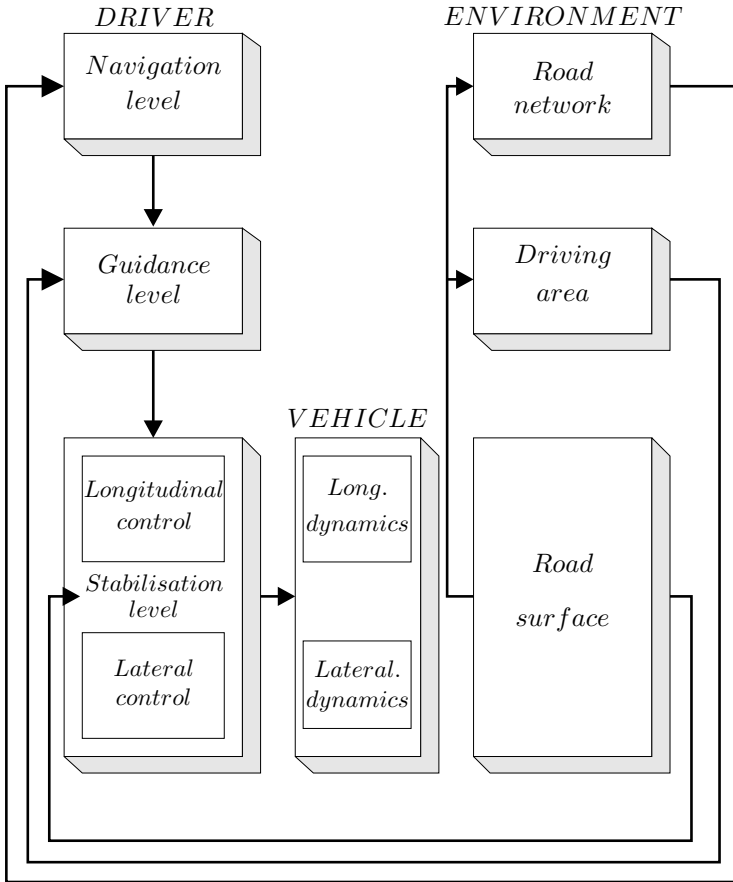 DRIVER
Navigation
level
Guidance
level
Longitudinal
control
Stabilisation
level
Lateral
control
VEHICLE
Long.
dynamics
Lateral.
dynamics
ENVIRONMENT
Road
network
Driving
area
Road
surface